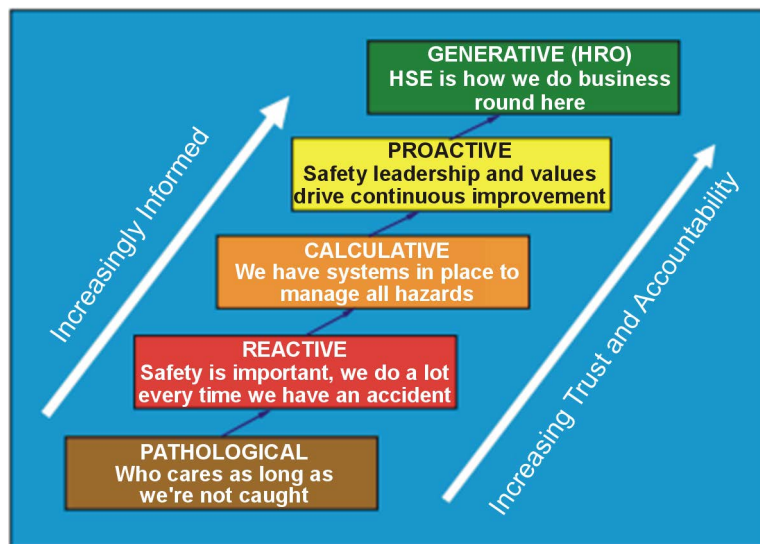 GENERATIVE (HRO)
HSE is how we do business
round here
PROACTIVE
Safety leadership and values
drive continuous improvement
CALCULATIVE
We have systems in place to
manage all hazards
REACTIVE
Safety is important, we do a lot
every time we have an accident
PATHOLOGICAL
Who cares as long as
we're not caught
Increasingly Informed
Increasing Trust and Accountability